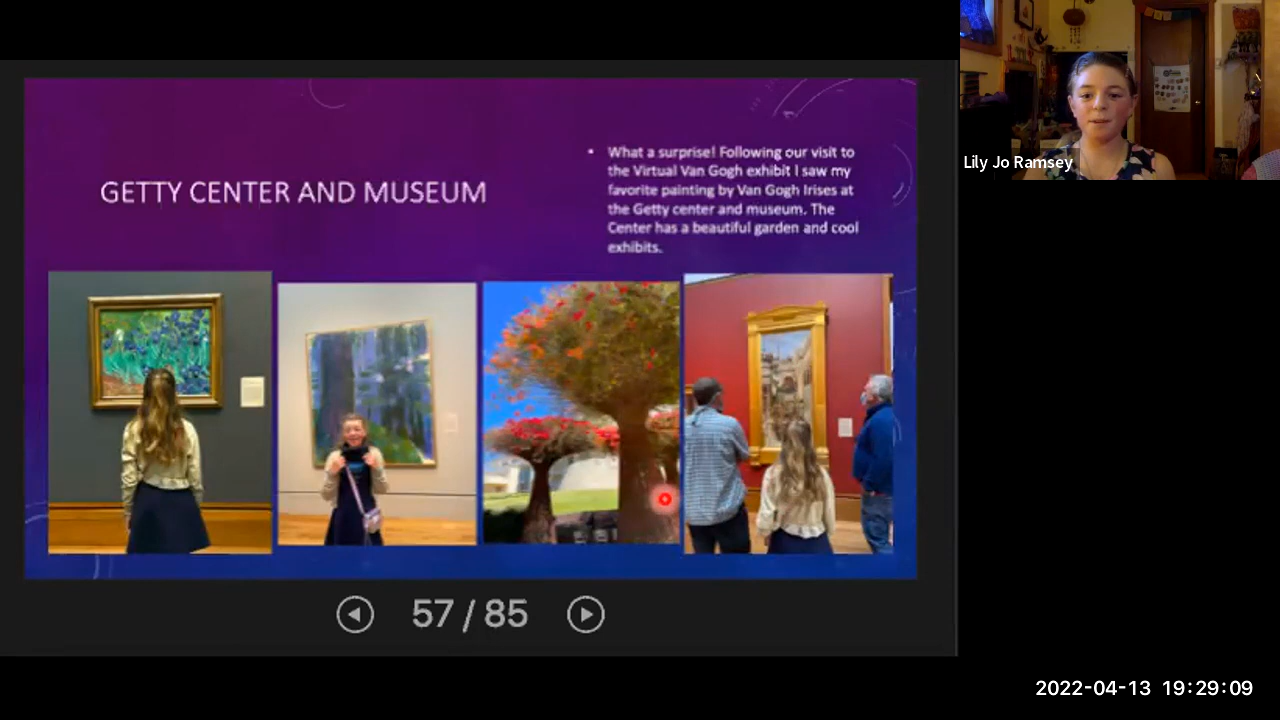 Lily Jo Ramsey
GETTY CENTER AND MUSEUM
• What a surprise! Following our visit to
the Virtual Van Gogh exhibit I saw my
favorite painting by Van Gogh Irises at
the Getty center and museum. The
Center has a beautiful garden and cool
exhibits.
57 / 85
2022-04-13 19:29:09